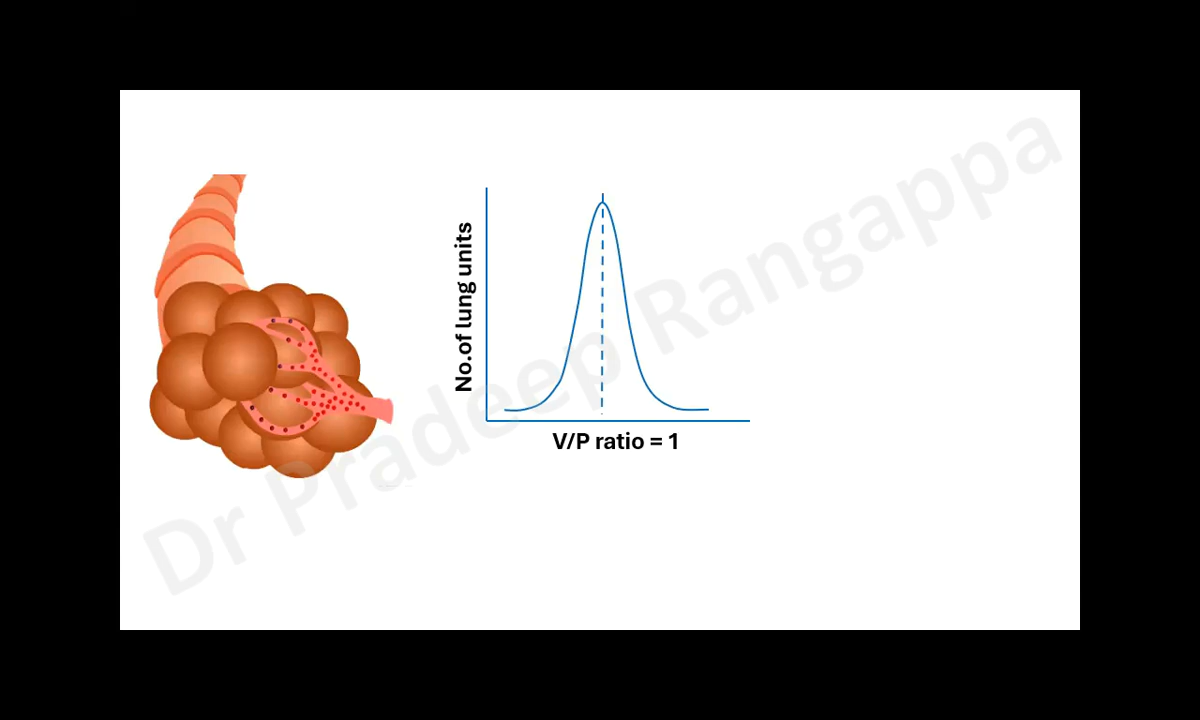 No.of lung units
V/P ratio = 1
Dr Pradeep Rangappa